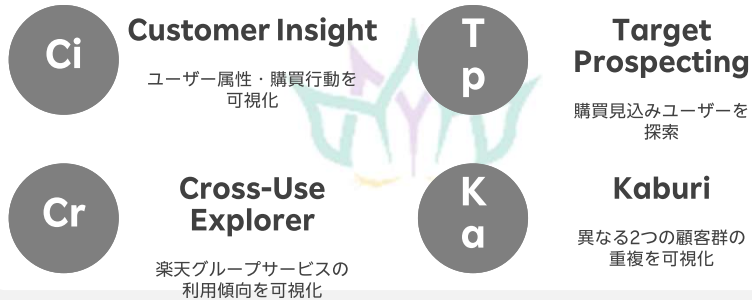 Ci
Customer Insight
ユーザー属性・購買行動を
可視化
T
p
Target
Prospecting
購買見込みユーザーを
探索
Cr
Cross-Use
Explorer
楽天グループサービスの
利用傾向を可視化
K
a
Kaburi
異なる2つの顧客群の
重複を可視化